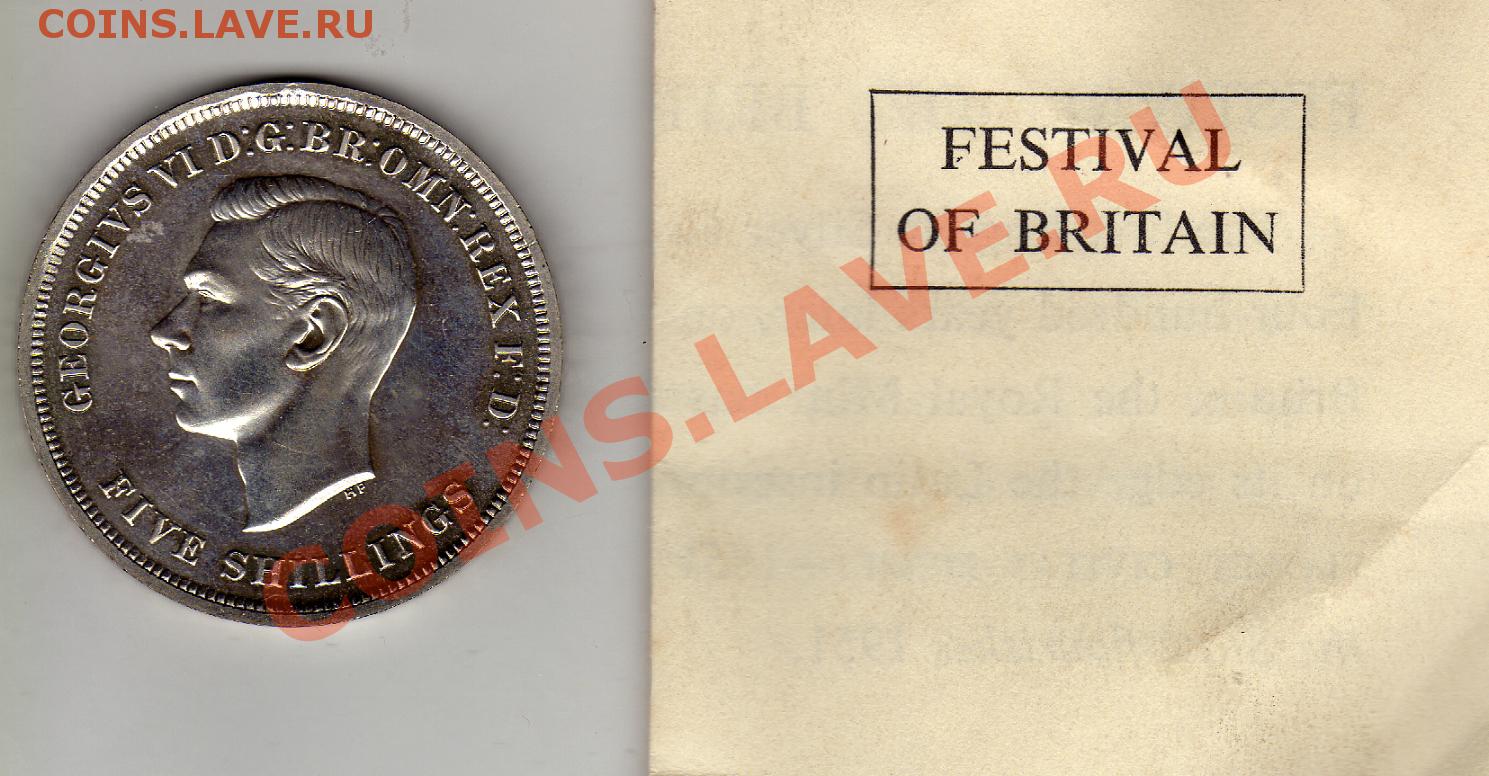 COINS.LAVE.RU
GEORGIVS VI D:G:BR:OMN:REX F:D:
FIVE SHILLINGS
HP
FESTIVAL
OF BRITAIN
COINS.LAVE.RU